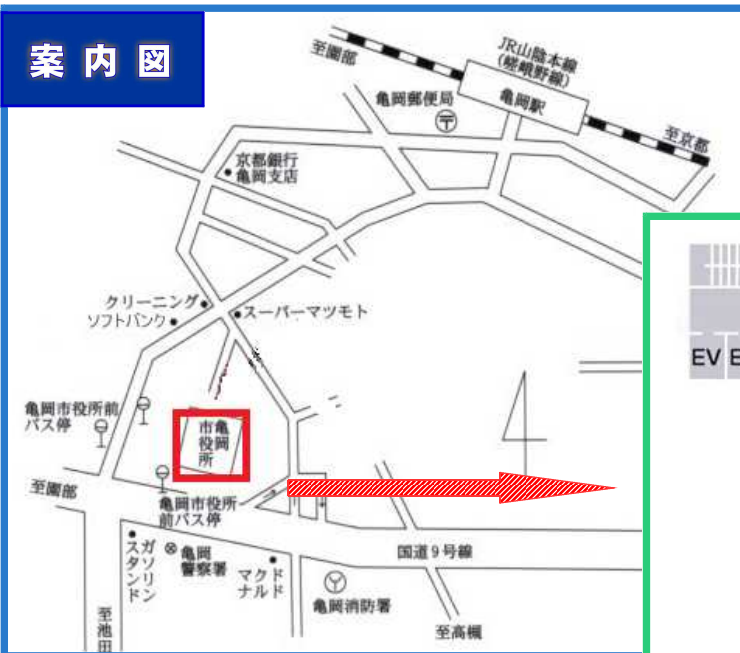 案内図
至園部
JR山陰本線
(嵯峨野線)
亀岡駅
亀岡郵便局
至京都
京都銀行
亀岡支店
クリーニング
ソフトバンク
スーパーマツモト
EV
亀岡市役所前
バス停
亀岡
市役所
至園部
亀岡市役所
前バス停
ガソリン
スタンド
亀岡
警察署
マクド
ナルド
国道9号線
亀岡消防署
至高槻
至池田